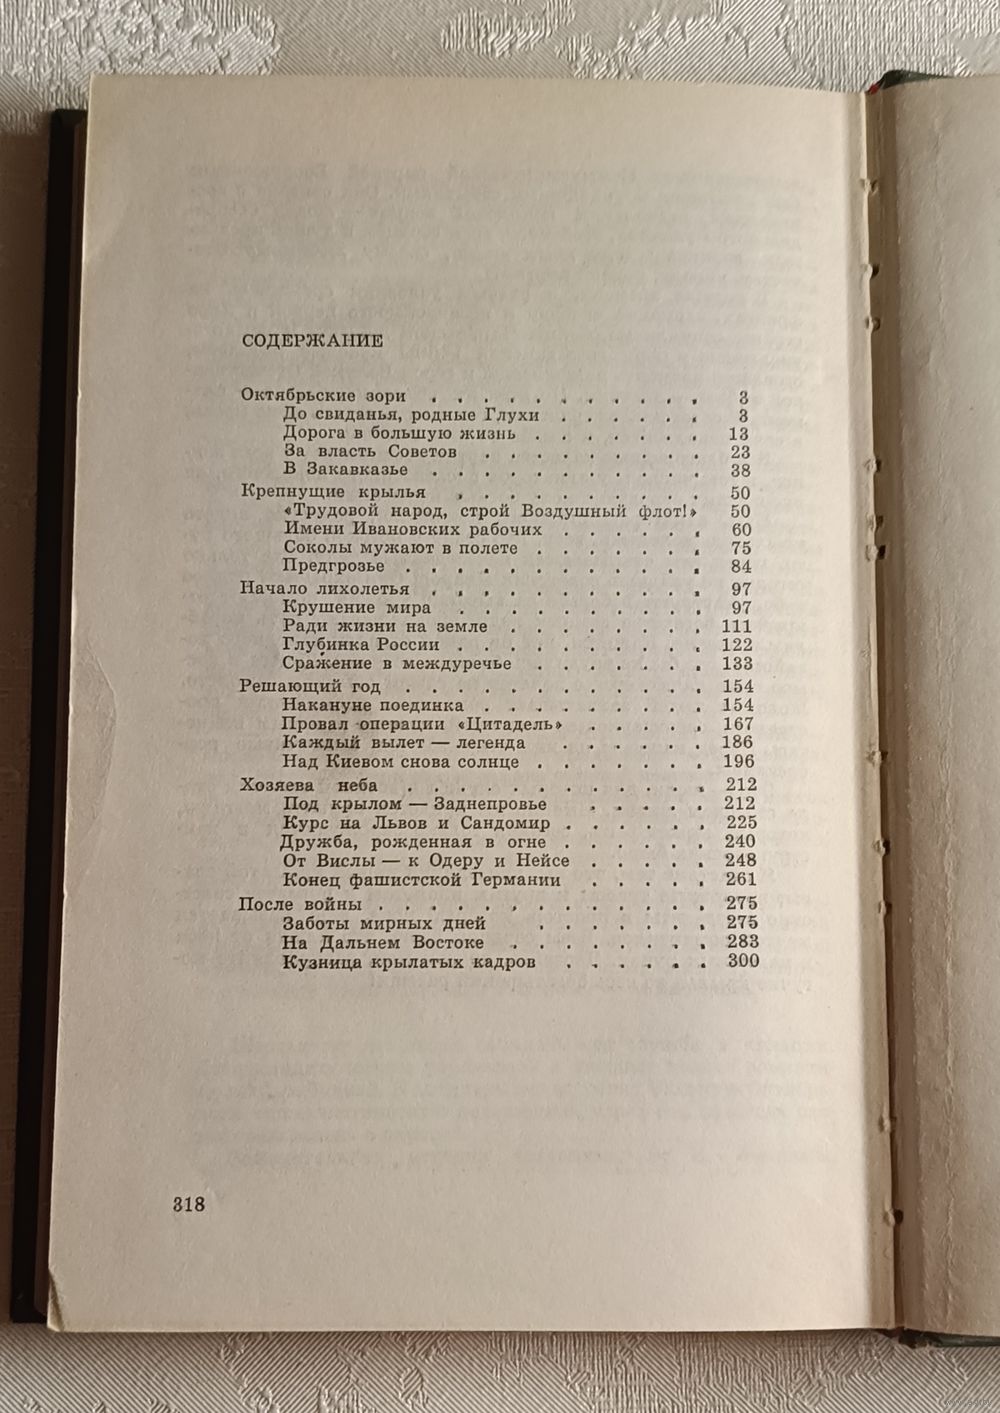 СОДЕРЖАНИЕ
Октябрьские зори . . . . . . . . . . . 3
До свиданья, родные Глухи . . . . . . 3
Дорога в большую жизнь . . . . . . . 13
За власть Советов . . . . . . . . . 23
В Закавказье . . . . . . . . . . . 38
Крепнущие крылья . . . . . . . . . . 50
«Трудовой народ, строй Воздушный флот!» 50
Имени Ивановских рабочих . . . . . . 60
Соколы мужают в полете . . . . . . . 75
Предгрозье . . . . . . . . . . . . 84
Начало лихолетья . . . . . . . . . . . 97
Крушение мира . . . . . . . . . . 97
Ради жизни на земле . . . . . . . . 111
Глубинка России . . . . . . . . . . 122
Сражение в междуречье . . . . . . . 133
Решающий год . . . . . . . . . . . . 154
Накануне поединка . . . . . . . . . 154
Провал операции «Цитадель» . . . . . 167
Каждый вылет — легенда . . . . . . 186
Над Киевом снова солнце . . . . . . . 196
Хозяева неба . . . . . . . . . . . . 212
Под крылом — Заднепровье . . . . . 212
Курс на Львов и Сандомир . . . . . . 225
Дружба, рожденная в огне . . . . . . 240
От Вислы — к Одеру и Нейсе . . . . . 248
Конец фашистской Германии . . . . . 261
После войны . . . . . . . . . . . . . 275
Заботы мирных дней . . . . . . . 275
На Дальнем Востоке . . . . . . . . 283
Кузница крылатых кадров . . . . . . 300
318